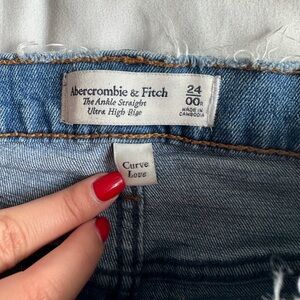 Abercrombie & Fitch
The Ankle Straight
Ultra High Rise
24
00R
MADE IN
CAMBODIA
Curve
Love